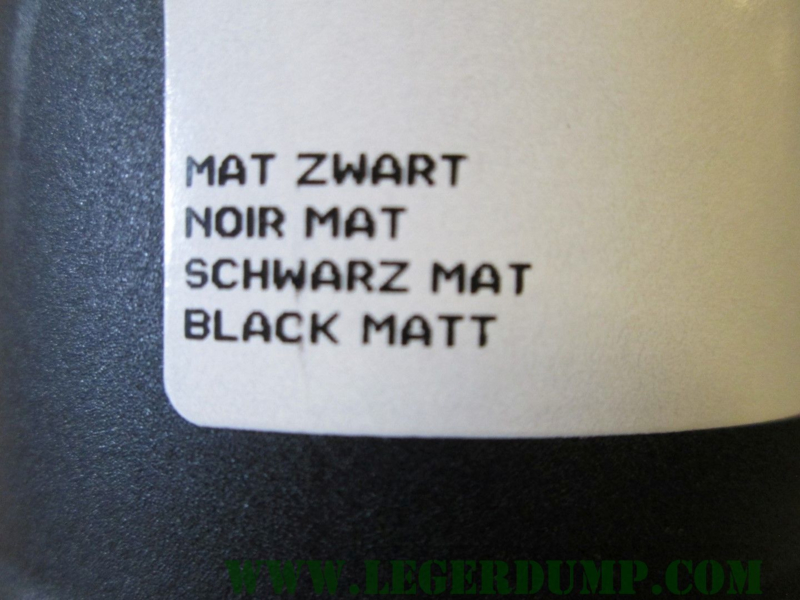 MAT ZWART
NOIR MAT
SCHWARZ MAT
BLACK MATT
WWW.LEGERDUMP.COM